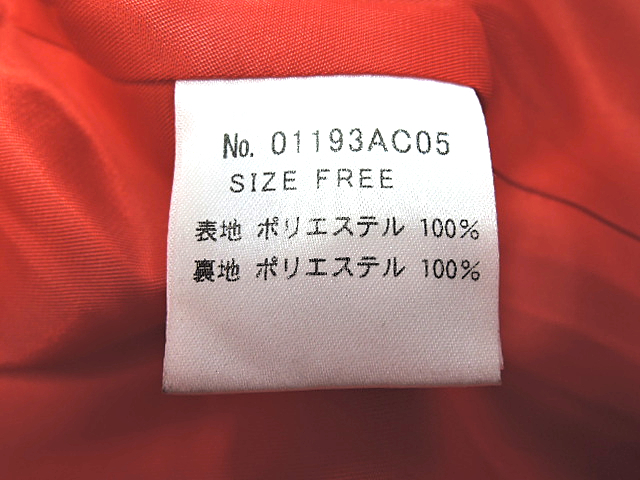 No. 01193AC05
SIZE FREE
表地 ポリエステル 100%
裏地 ポリエステル 100%